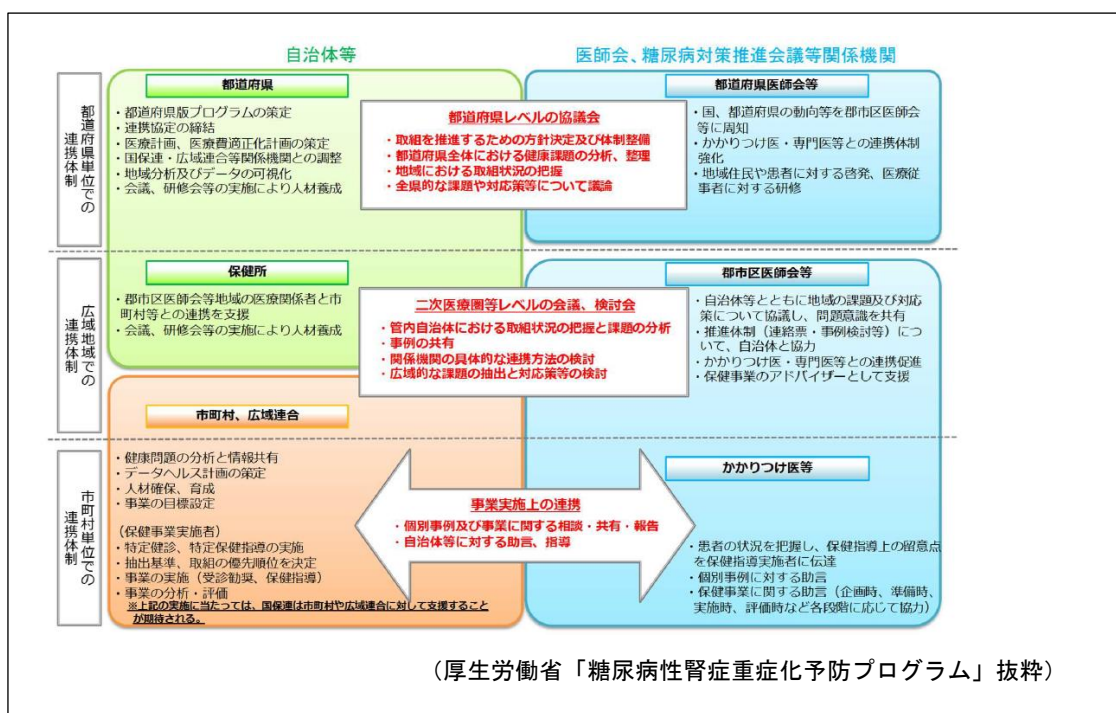 自治体等
医師会、糖尿病対策推進会議等関係機関
都道府県単位での
連携体制
都道府県
・都道府県版プログラムの策定
・連携協定の締結
・医療計画、医療費適正化計画の策定
・国保連・広域連合等関係機関との調整
・地域分析及びデータの可視化
・会議、研修会等の実施により人材養成
都道府県レベルの協議会
・取組を推進するための方針決定及び体制整備
・都道府県全体における健康課題の分析、整理
・地域における取組状況の把握
・全県的な課題や対応策等について議論
都道府県医師会等
・国、都道府県の動向等を郡市区医師会
等に周知
・かかりつけ医・専門医等との連携体制
強化
・地域住民や患者に対する啓発、医療従
事者に対する研修
広域地域での
連携体制
保健所
・郡市区医師会等地域の医療関係者と市
町村等との連携を支援
・会議、研修会等の実施により人材養成
二次医療圏等レベルの会議、検討会
・管内自治体における取組状況の把握と課題の分析
・事例の共有
・関係機関の具体的な連携方法の検討
・広域的な課題の抽出と対応策等の検討
郡市区医師会等
・自治体等とともに地域の課題及び対応
策について協議し、問題意識を共有
・推進体制（連絡票・事例検討等）につ
いて、自治体と協力
・かかりつけ医・専門医等との連携促進
・保健事業のアドバイザーとして支援
市町村、広域連合
市町村単位での
連携体制
・健康問題の分析と情報共有
・データヘルス計画の策定
・人材確保、育成
・事業の目標設定
（保健事業実施者）
・特定健診、特定保健指導の実施
・抽出基準、取組の優先順位を決定
・事業の実施（受診勧奨、保健指導）
・事業の分析・評価
※上記の実施に当たっては、国保連は市町村や広域連合に対して支援すること
が期待される。
事業実施上の連携
・個別事例及び事業に関する相談・共有・報告
・自治体等に対する助言、指導
かかりつけ医等
・患者の状況を把握し、保健指導上の留意点
を保健指導実施者に伝達
・個別事例に対する助言
・保健事業に関する助言（企画時、準備時、
実施時、評価時など各段階に応じて協力）
（厚生労働省「糖尿病性腎症重症化予防プログラム」抜粋）